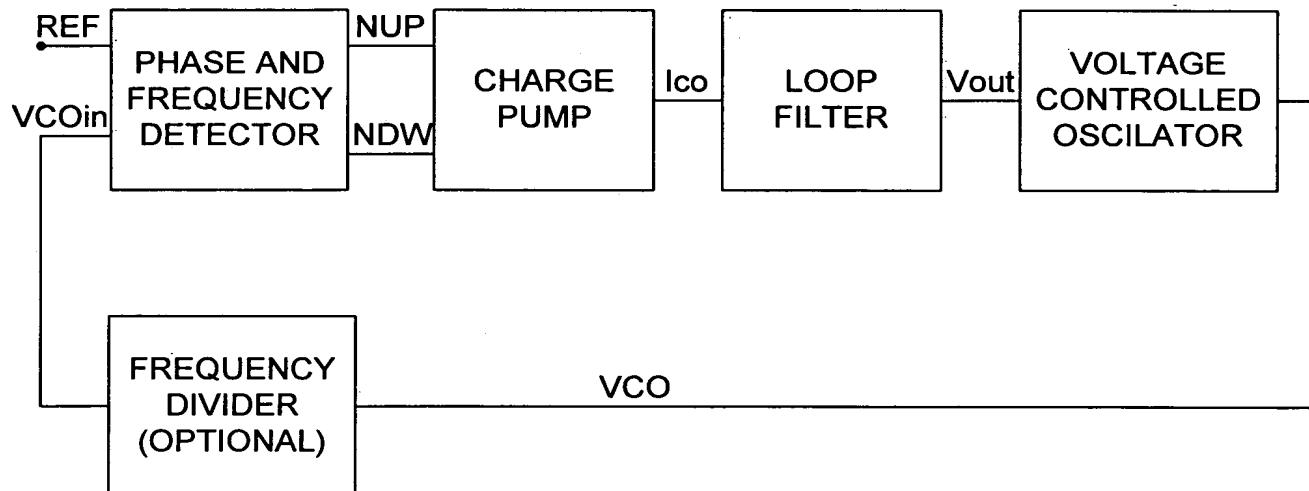 REF
VCOin
PHASE AND
FREQUENCY
DETECTOR
NUP
NDW
CHARGE
PUMP
Ico
LOOP
FILTER
Vout
VOLTAGE
CONTROLLED
OSCILATOR
FREQUENCY
DIVIDER
(OPTIONAL)
VCO